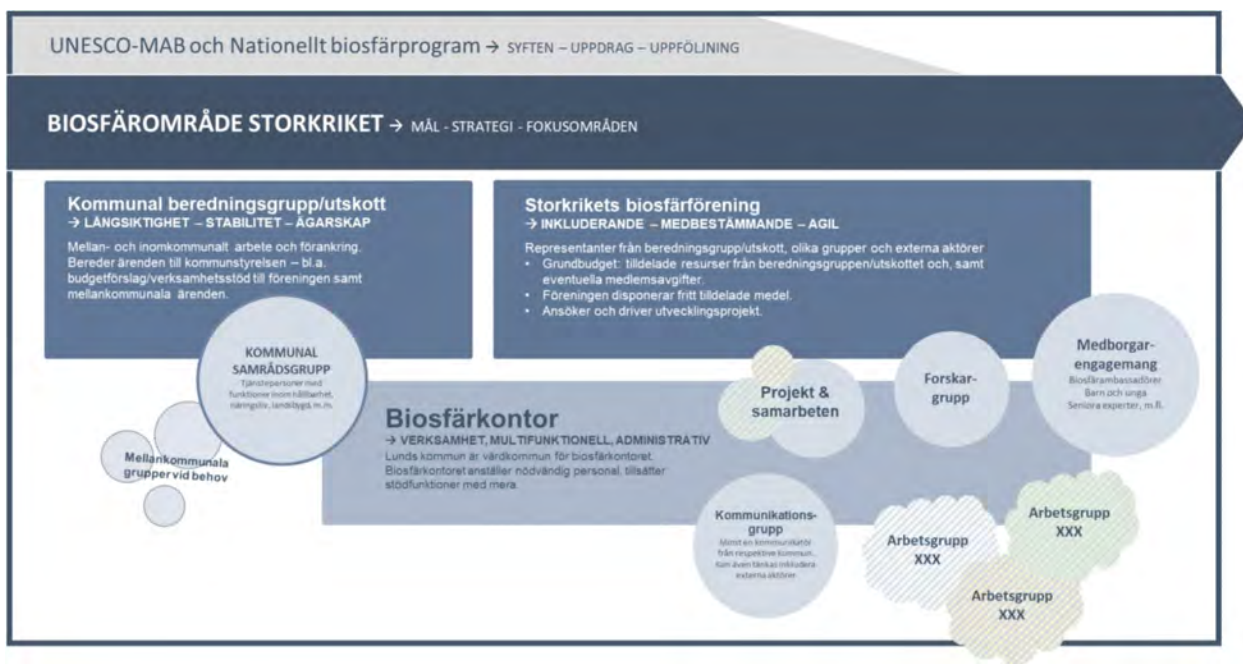 UNESCO-MAB och Nationellt biosfärprogram → SYFTEN – UPPDRAG – UPPFÖLJNING
BIOSFÄROMRÅDE STORKRIKET → MÅL - STRATEGI - FOKUSOMRÅDEN
Kommunal beredningsgrupp/utskott
→ LÅNGSIKTIGHET – STABILITET – ÄGARSKAP
Mellan- och inomkommunalt arbete och förankring.
Bereder ärenden till kommunstyrelsen – bl.a.
budgetförslag/verksamhetsstöd till föreningen samt
mellankommunala ärenden.
Storkrikets biosfärförening
→ INKLUDERANDE – MEDBESTÄMMANDE – AGIL
Representanter från beredningsgrupp/utskott, olika grupper och externa aktörer
• Grundbudget: tilldelade resurser från beredningsgruppen/utskottet och, samt
eventuella medlemsavgifter.
• Föreningen disponerar fritt tilldelade medel.
• Ansöker och driver utvecklingsprojekt.
KOMMUNAL
SAMRÅDSGRUPP
Tjänstepersoner med
funktioner inom hållbarhet,
näringsliv, landsbygd, m.m.
Mellankommunala
grupper vid behov
Biosfärkontor
→ VERKSAMHET, MULTIFUNKTIONELL, ADMINISTRATIV
Lunds kommun är värdkommun för biosfärkontoret.
Biosfärkontoret anställer nödvändig personal, tillsätter
stödfunktioner med mera.
Projekt &
samarbeten
Forskar-
grupp
Medborgar-
engagemang
Biosfärambassadörer
Barn och unga
Seniora experter, m.fl.
Kommunikations-
grupp
Minst en kommunikatör
från respektive kommun.
Kan även tänkas inkludera
externa aktörer
Arbetsgrupp
XXX
Arbetsgrupp
XXX
Arbetsgrupp
XXX